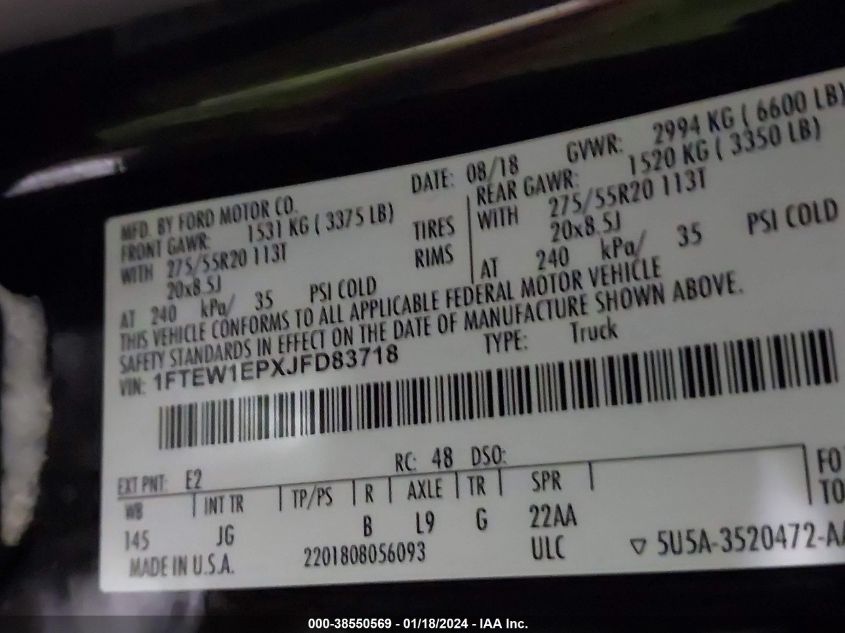 MFD. BY FORD MOTOR CO.
DATE: 08/18
GVWR: 2994 KG ( 6600 LB)
FRONT GAWR: 1531 KG ( 3375 LB)
REAR GAWR: 1520 KG ( 3350 LB)
WITH 275/55R20 113T
TIRES
WITH 275/55R20 113T
20x8.5J
RIMS
20x8.5J
AT 240 kPa/ 35 PSI COLD
AT 240 kPa/ 35 PSI COLD
THIS VEHICLE CONFORMS TO ALL APPLICABLE FEDERAL MOTOR VEHICLE
SAFETY STANDARDS IN EFFECT ON THE DATE OF MANUFACTURE SHOWN ABOVE.
VIN: 1FTEW1EPXJFD83718
TYPE: Truck
EXT PNT: E2
RC: 48 DSO:
WB INT TR TP/PS R AXLE TR SPR
145 JG B L9 G 22AA
MADE IN U.S.A. 2201808056093 ULC
FO
TO
▽ 5U5A-3520472-AA
000-38550569 - 01/18/2024 - IAA Inc.